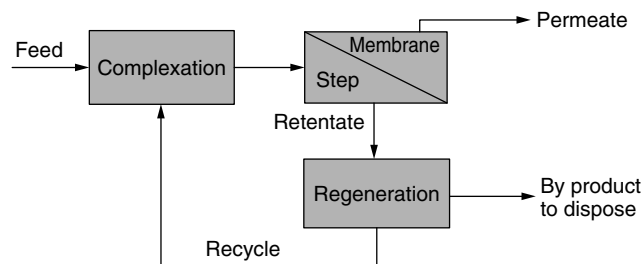 Feed
Complexation
Membrane
Step
Permeate
Retentate
Regeneration
By product
to dispose
Recycle